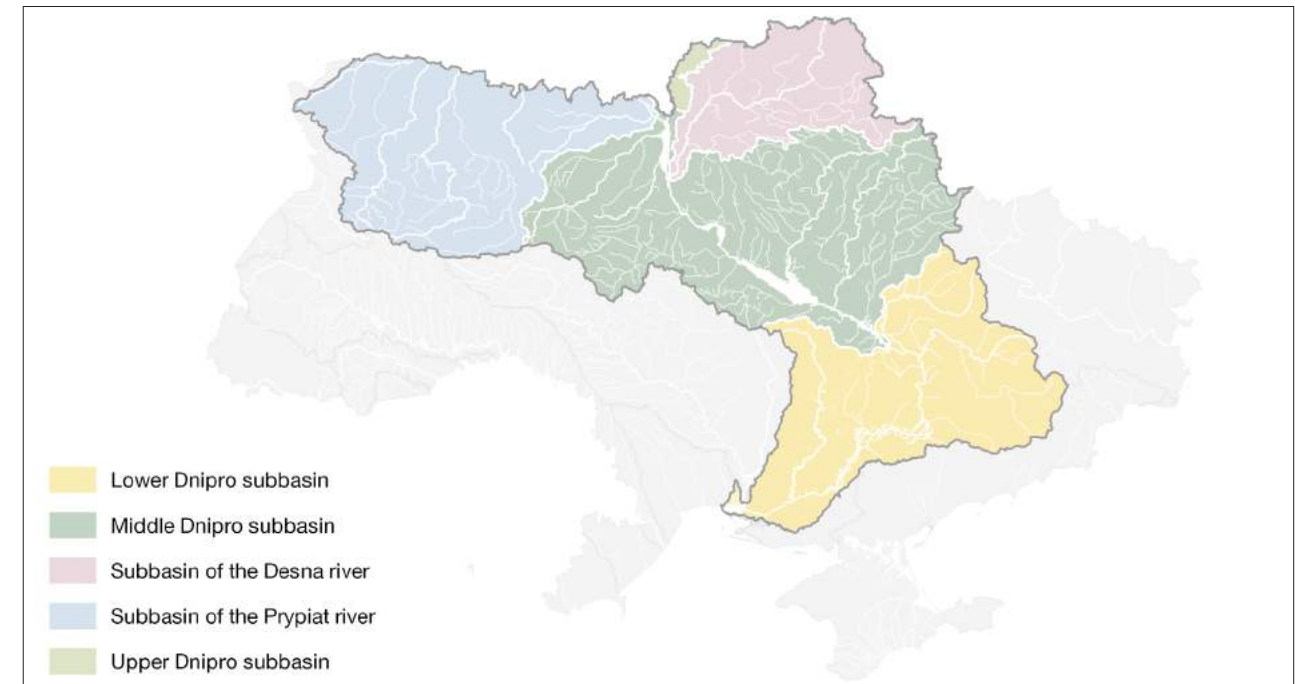 Lower Dnipro subbasin
Middle Dnipro subbasin
Subbasin of the Desna river
Subbasin of the Prypiat river
Upper Dnipro subbasin